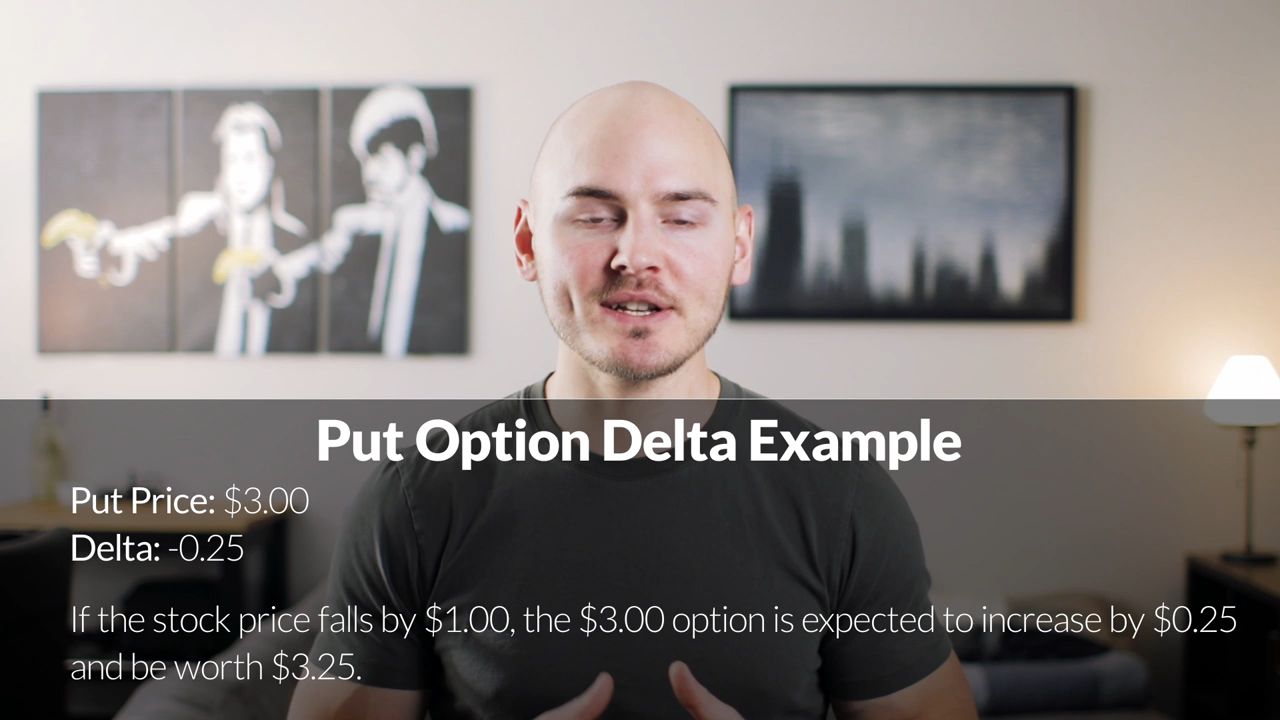 Put Option Delta Example
Put Price: $3.00
Delta: -0.25
If the stock price falls by $1.00, the $3.00 option is expected to increase by $0.25
and be worth $3.25.